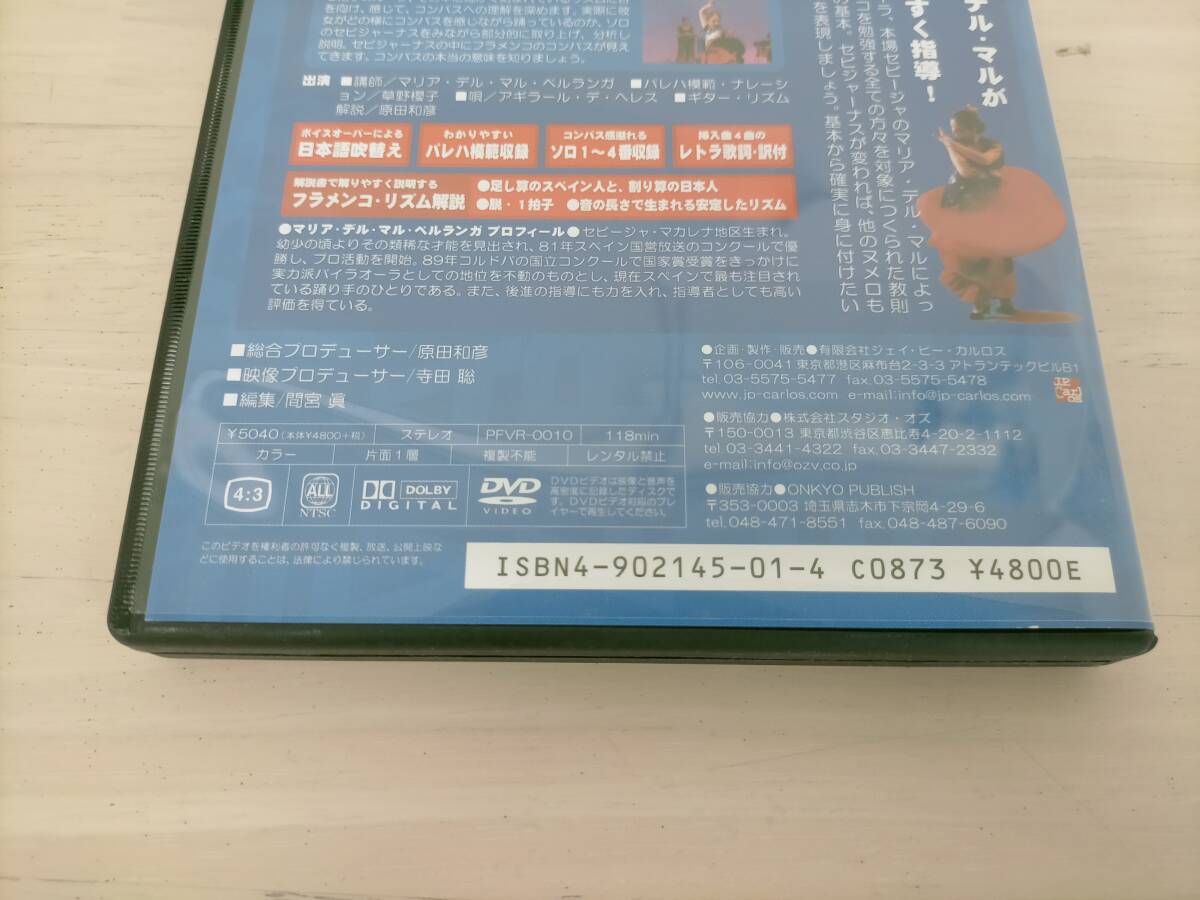 を向け、感じて、コンパスへの理解を深めます。実際に彼
女がどの様にコンパスを感じながら踊っているのか、ソロ
のセビジャーナスをみながら部分的に取り上げ、分析し
説明。セビジャーナスの中にフラメンコのコンパスが見え
てきます。コンパスの本当の意味を知りましょう。
出演 ■講師/マリア・デル・マル・ベルランガ ■パレハ模範・ナレーシ
ョン/草野櫻子 ■唄/アギラール・デ・ヘレス ■ギター・リズム
解説/原田和彦
ボイスオーバーによる
日本語吹替え
わかりやすい
パレハ模範収録
コンパス感溢れる
ソロ1〜4番収録
挿入曲4曲の
レトラ歌詞・訳付
解説書で解りやすく説明する
フラメンコ・リズム解説
●足し算のスペイン人と、割り算の日本人
●脱・1拍子 ●音の長さで生まれる安定したリズム
●マリア・デル・マル・ベルランガ プロフィール●セビージャ・マカレナ地区生まれ。
幼少の頃よりその類稀な才能を見出され、81年スペイン国営放送のコンクールで優
勝し、プロ活動を開始。89年コルドバの国立コンクールで国家賞受賞をきっかけに
実力派バイラオーラとしての地位を不動のものとし、現在スペインで最も注目され
ている踊り手のひとりである。また、後進の指導にも力を入れ、指導者としても高い
評価を得ている。
デル・マルが
すく指導!
ラ、本場セビージャのマリア・デル・マルによっ
コを勉強する全ての方々を対象につくられた教則
の基本。セビジャーナスが変われば、他のヌメロも
を表現しましょう。基本から確実に身に付けたい
■総合プロデューサー/原田和彦
■映像プロデューサー/寺田 聡
■編集/間宮 眞
¥5040(本体¥4800+税) ステレオ PFVR-0010 118min
カラー 片面1層 複製不能 レンタル禁止
4:3
ALL
NTSC
DOLBY
DIGITAL
DVD
VIDEO
DVDビデオは映像と音声を
高密度に記録したディスクで
す。DVDビデオ対応のプレ
イヤーで再生してください。
このビデオを権利者の許可なく複製、放送、公開上映な
どに使用することは、法律により禁じられています。
●企画・製作・販売●有限会社ジェイ・ピー・カルロス
〒106-0041 東京都港区麻布台2-3-3 アトランテックビルB1
tel.03-5575-5477 fax.03-5575-5478
www.jp-carlos.com e-mail:info@jp-carlos.com
●販売協力●株式会社スタジオ・オズ
〒150-0013 東京都渋谷区恵比寿4-20-2-1112
tel.03-3441-4322 fax.03-3447-2332
e-mail:info@ozv.co.jp
●販売協力●ONKYO PUBLISH
〒353-0003 埼玉県志木市下宗岡4-29-6
tel.048-471-8551 fax.048-487-6090
ISBN4-902145-01-4 C0873 ¥4800E